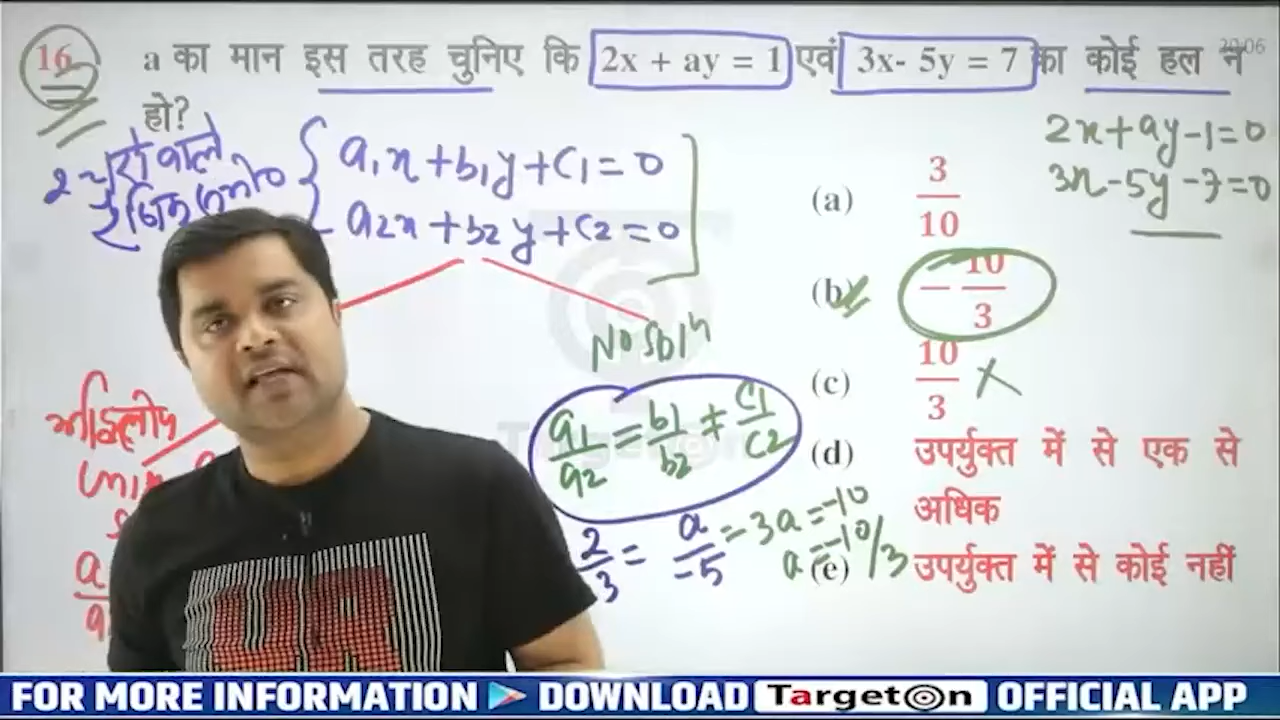 16
a का मान इस तरह चुनिए कि 2x + ay = 1 एवं 3x- 5y = 7 का कोई हल न
हो?
2x+ay-1=0
3x-5y-7=0
2 चरों वाले
a₁x+b₁y+c₁=0
a₂x+b₂y+c₂=0
No Solⁿ
a₁/a₂ = b₁/b₂ ≠ c₁/c₂
2/3 = a/-5 = 3a=-10
a=-10/3
(a) 3/10
(b) - 10/3
(c) 10/3
(d) उपर्युक्त में से एक से
अधिक
(e) उपर्युक्त में से कोई नहीं
FOR MORE INFORMATION DOWNLOAD Target@n OFFICIAL APP